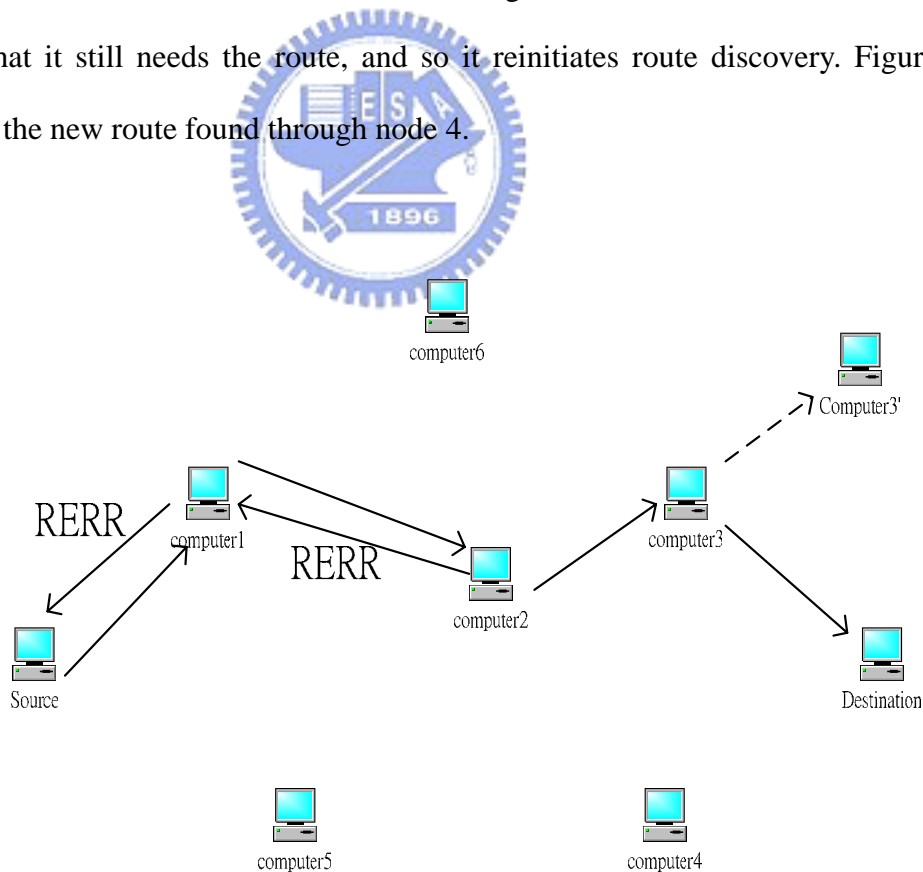 hat it still needs the route, and so it reinitiates route discovery. Figur
the new route found through node 4.
E S A
1896
computer6
Computer3'
RERR
computer1
RERR
computer3
computer2
Source
Destination
computer5
computer4